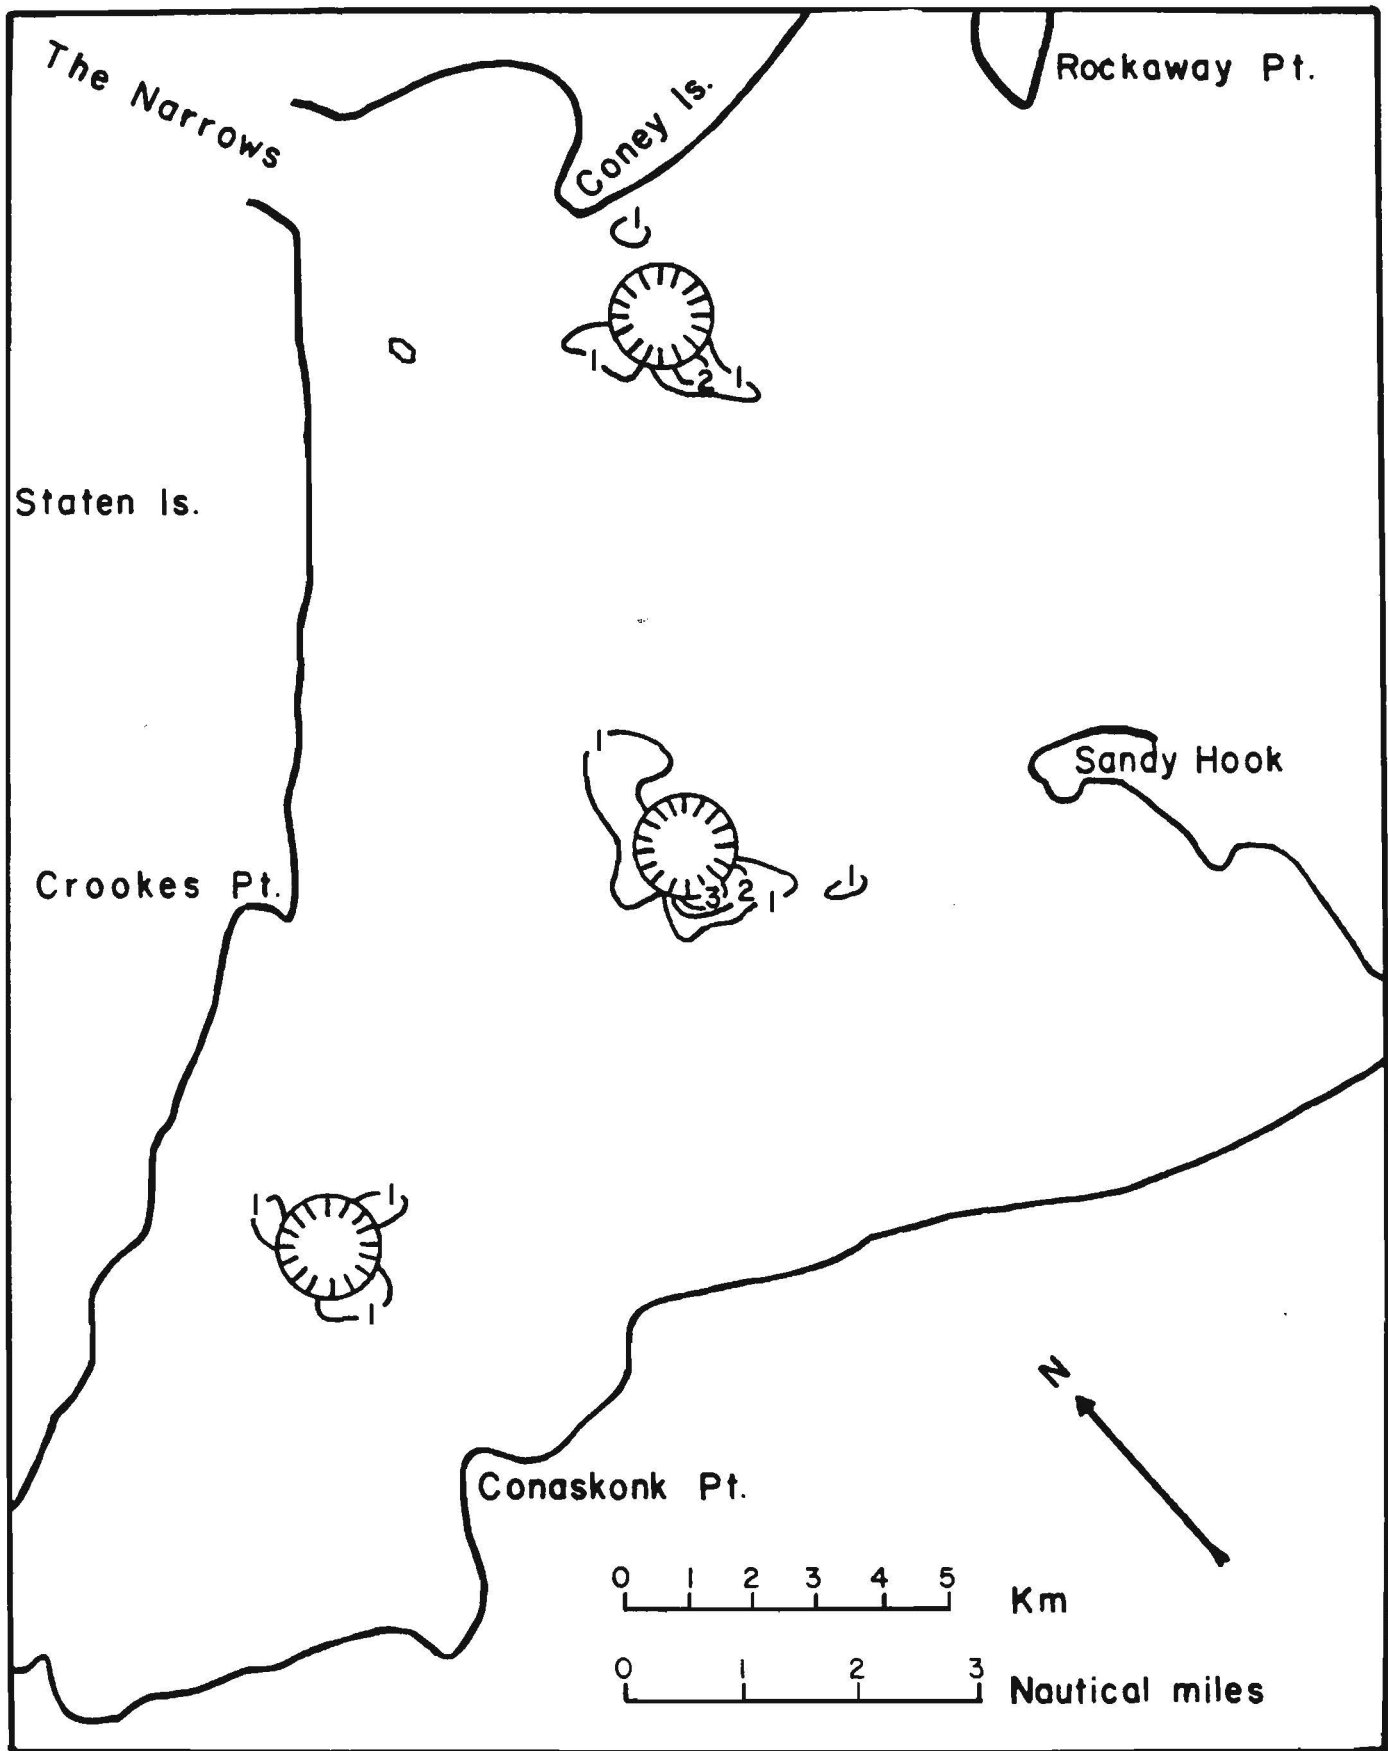 The Narrows
Coney Is.
Rockaway Pt.
1
1
2
1
Staten Is.
1
Sandy Hook
Crookes Pt.
3
2
1
1
1
1
1
N
Conaskonk Pt.
0 1 2 3 4 5
Km
0 1 2 3
Nautical miles